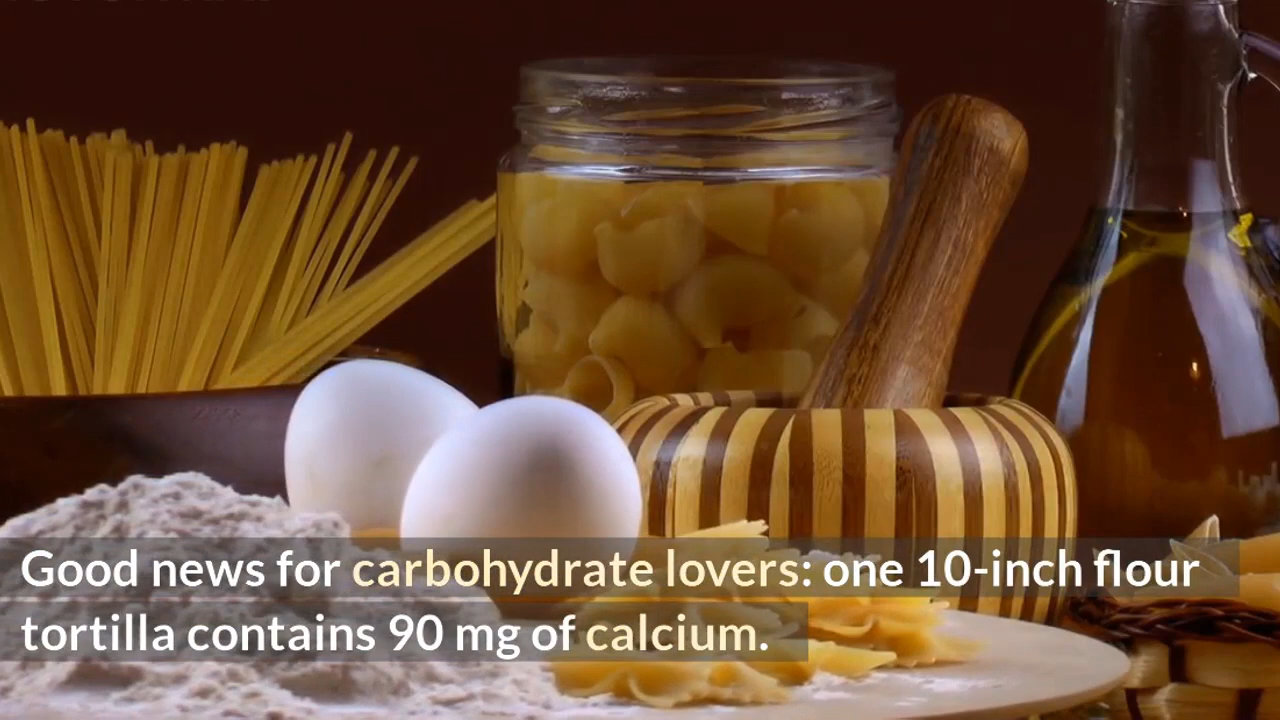 Good news for carbohydrate lovers: one 10-inch flour
tortilla contains 90 mg of calcium.